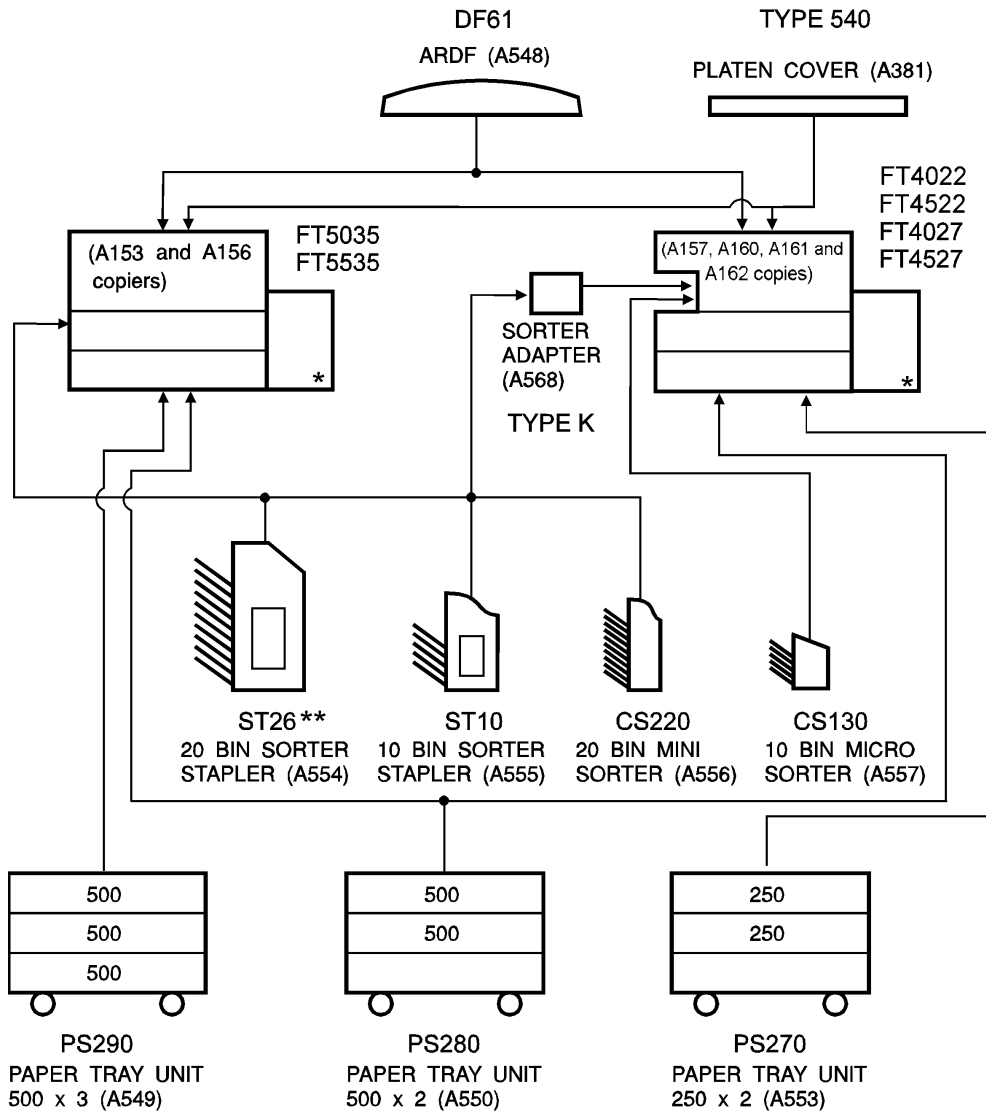 DF61
ARDF (A548)
TYPE 540
PLATEN COVER (A381)
FT4022
FT4522
FT4027
FT4527
(A153 and A156
copiers)
FT5035
FT5535
(A157, A160, A161 and
A162 copies)
*
*
SORTER
ADAPTER
(A568)
TYPE K
ST26**
20 BIN SORTER
STAPLER (A554)
ST10
10 BIN SORTER
STAPLER (A555)
CS220
20 BIN MINI
SORTER (A556)
CS130
10 BIN MICRO
SORTER (A557)
500
500
500
PS290
PAPER TRAY UNIT
500 x 3 (A549)
500
500
PS280
PAPER TRAY UNIT
500 x 2 (A550)
250
250
PS270
PAPER TRAY UNIT
250 x 2 (A553)